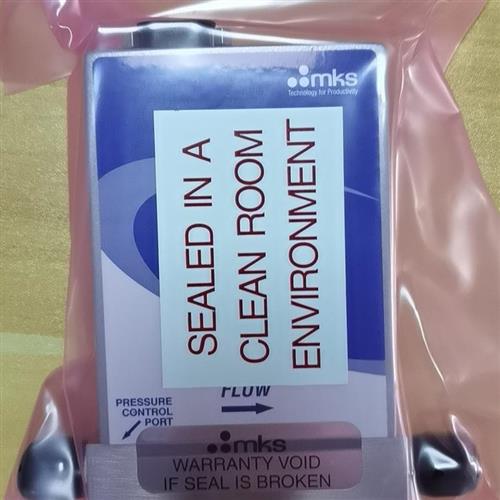 mks
Technology for Productivity
SEALED IN A
CLEAN ROOM
ENVIRONMENT
FLOW
PRESSURE
CONTROL
PORT
mks
WARRANTY VOID
IF SEAL IS BROKEN